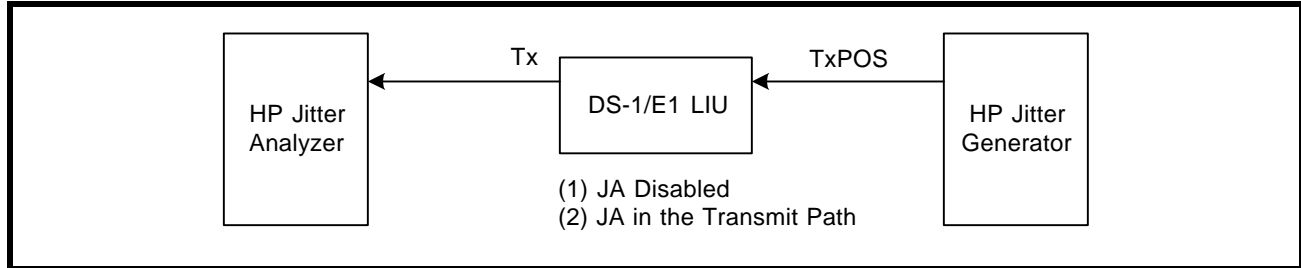 Tx
TxPOS
HP Jitter
Analyzer
DS-1/E1 LIU
HP Jitter
Generator
(1) JA Disabled
(2) JA in the Transmit Path